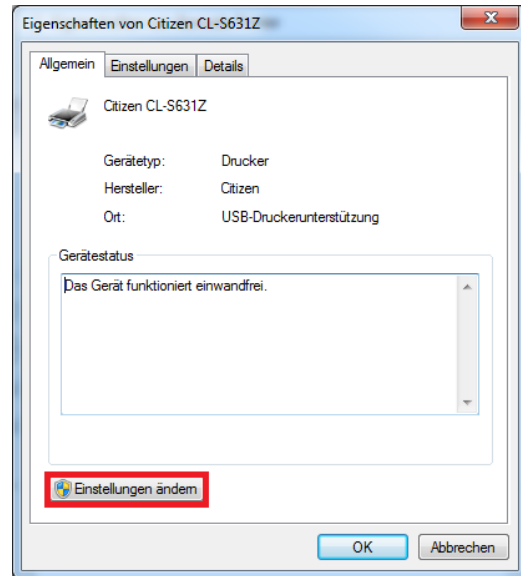 Eigenschaften von Citizen CL-S631Z
Allgemein Einstellungen Details
Citizen CL-S631Z
Gerätetyp: Drucker
Hersteller: Citizen
Ort: USB-Druckerunterstützung
Gerätestatus
Das Gerät funktioniert einwandfrei.
Einstellungen ändern
OK Abbrechen